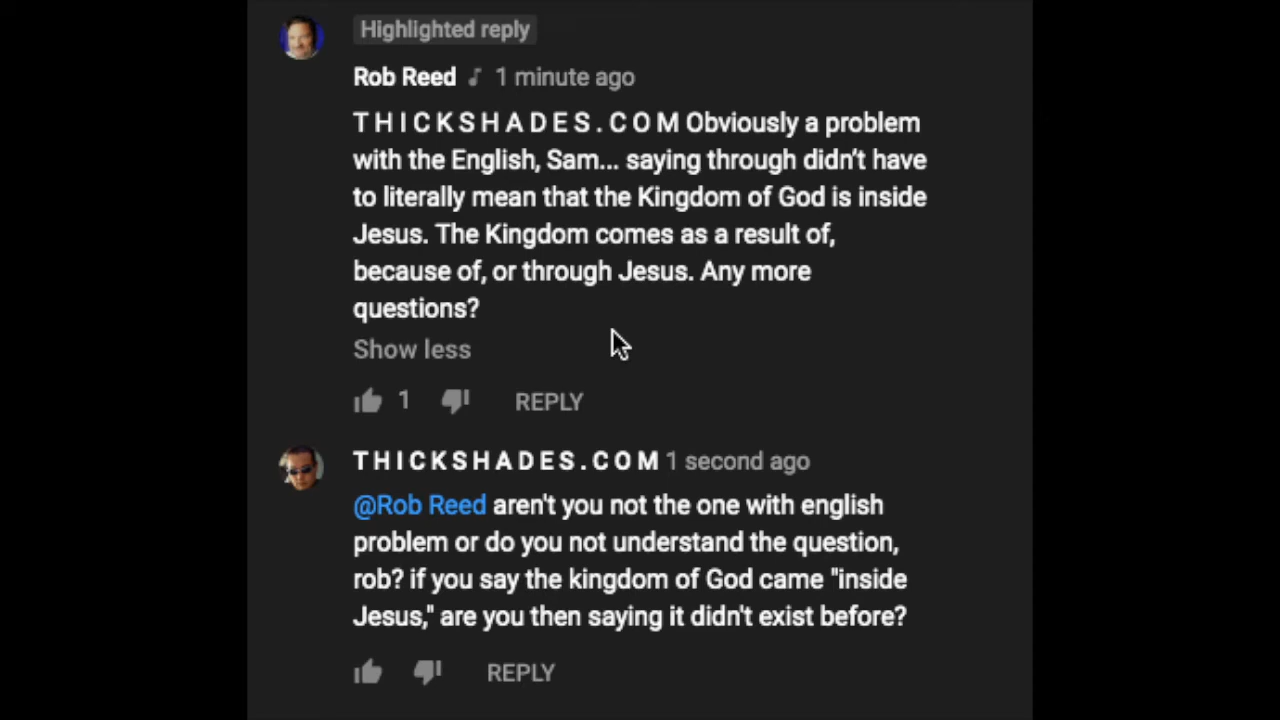 Highlighted reply
Rob Reed 1 minute ago
T H I C K S H A D E S . C O M Obviously a problem
with the English, Sam... saying through didn't have
to literally mean that the Kingdom of God is inside
Jesus. The Kingdom comes as a result of,
because of, or through Jesus. Any more
questions?
Show less
1 REPLY
T H I C K S H A D E S . C O M 1 second ago
@Rob Reed aren't you not the one with english
problem or do you not understand the question,
rob? if you say the kingdom of God came "inside
Jesus," are you then saying it didn't exist before?
REPLY